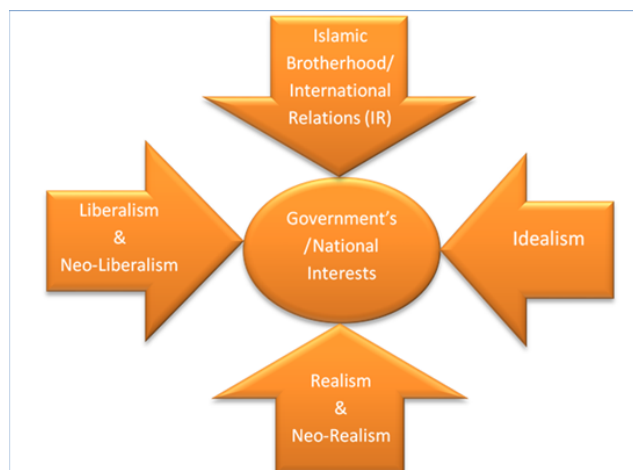 Islamic
Brotherhood/
International
Relations (IR)
Liberalism
&
Neo-Liberalism
Government's
/National
Interests
Idealism
Realism
&
Neo-Realism